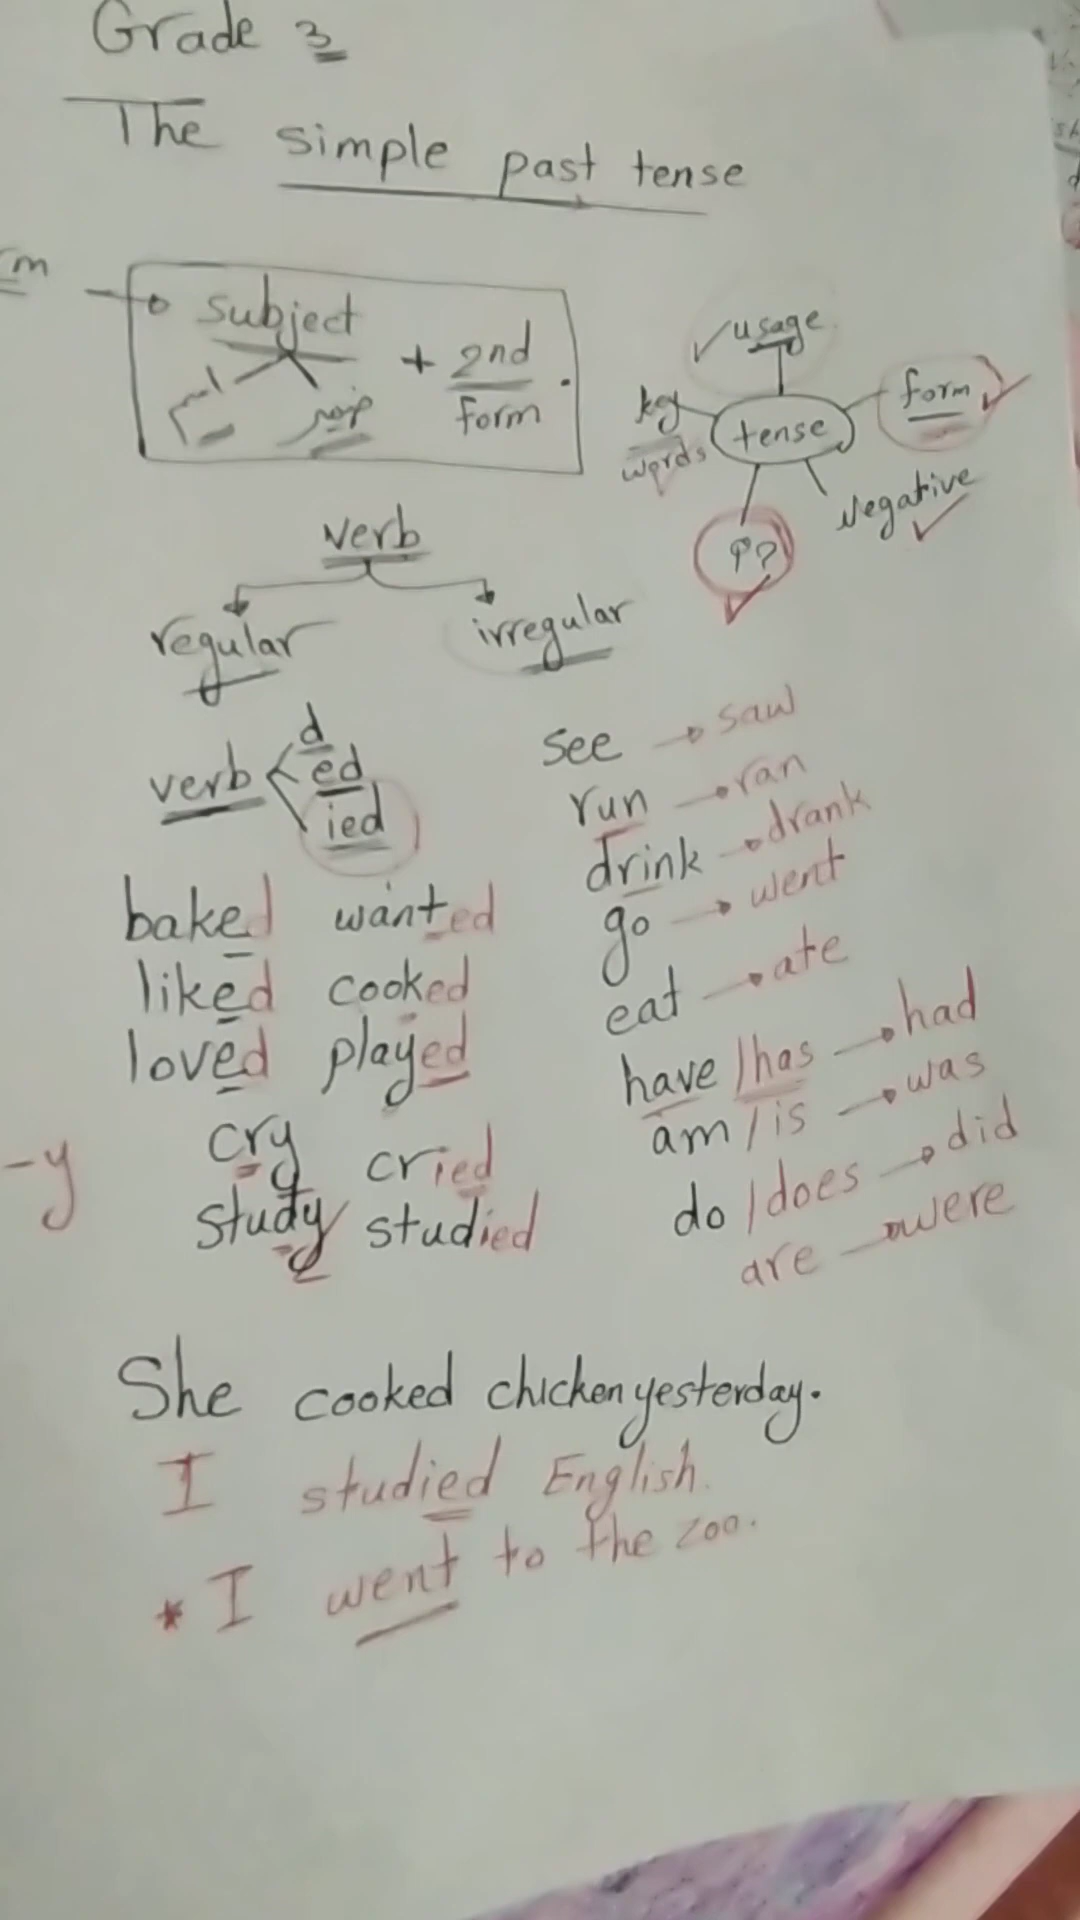 Grade 3
The simple past tense
subject + 2nd form.
usage
form
key words
tense
Negative
??
verb
regular
irregular
verb
d
ed
ied
see → saw
run → ran
drink → drank
go → went
eat → ate
have / has → had
am / is → was
do / does → did
are → were
baked wanted
liked cooked
loved played
-y
cry cried
study studied
She cooked chicken yesterday.
I studied English.
* I went to the zoo.